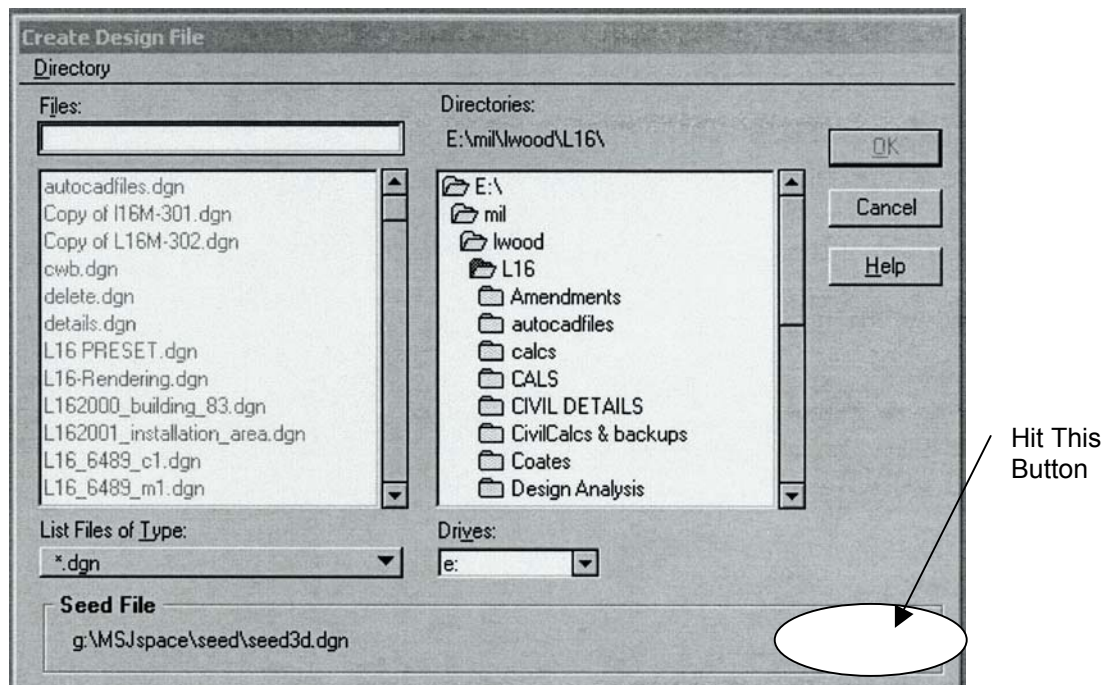 Create Design File
Directory
Files:
autocadfiles.dgn
Copy of l16M-301.dgn
Copy of L16M-302.dgn
cwb.dgn
delete.dgn
details.dgn
L16 PRESET.dgn
L16-Rendering.dgn
L162000_building_83.dgn
L162001_installation_area.dgn
L16_6489_c1.dgn
L16_6489_m1.dgn
List Files of Type:
*.dgn
Directories:
E:\mil\lwood\L16\
E:\
mil
lwood
L16
Amendments
autocadfiles
calcs
CALS
CIVIL DETAILS
CivilCalcs & backups
Coates
Design Analysis
Drives:
e:
OK
Cancel
Help
Seed File
g:\MSJspace\seed\seed3d.dgn
Hit This
Button